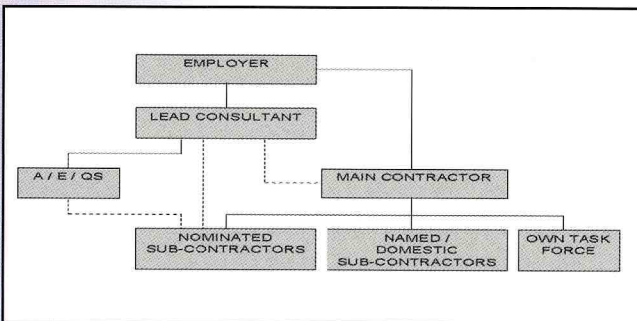 EMPLOYER
LEAD CONSULTANT
A / E / QS
MAIN CONTRACTOR
NOMINATED
SUB-CONTRACTORS
NAMED /
DOMESTIC
SUB-CONTRACTORS
OWN TASK
FORCE